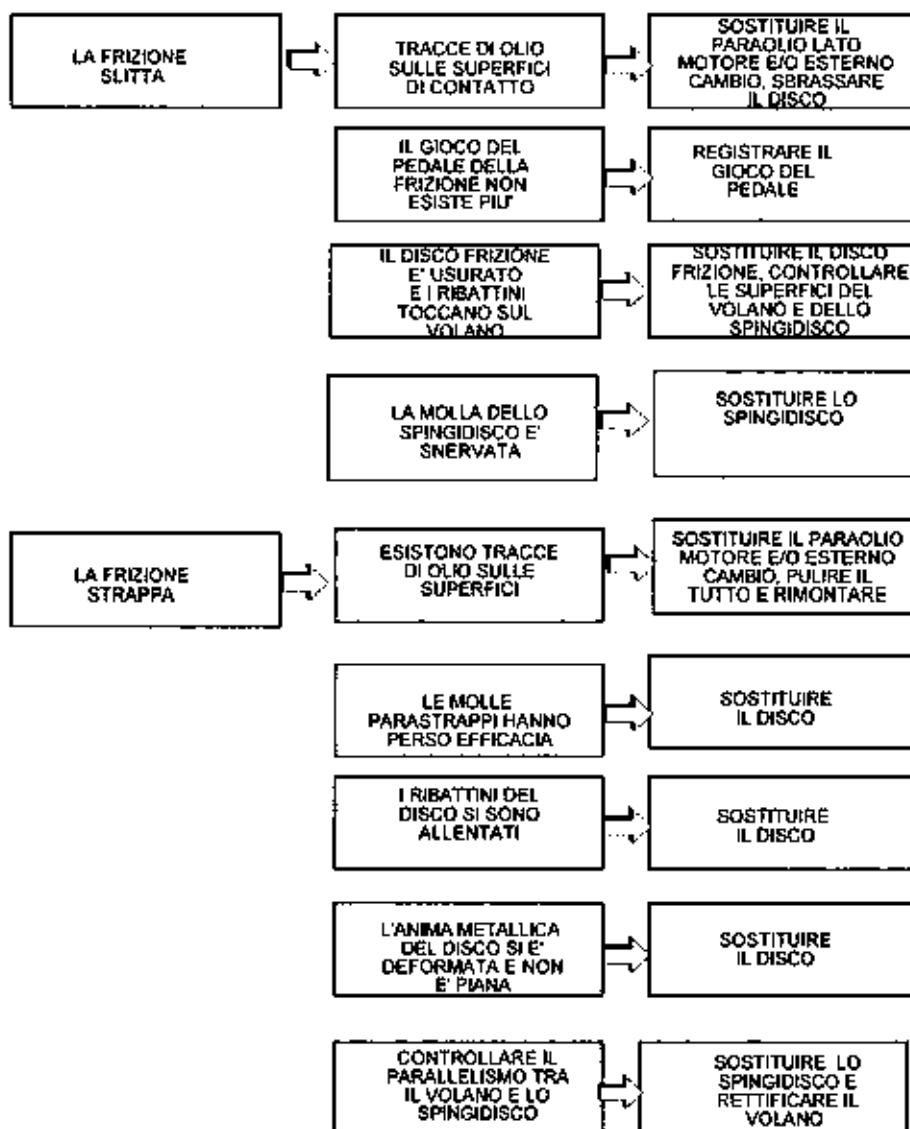 LA FRIZIONE
SLITTA
TRACCE DI OLIO
SULLE SUPERFICI
DI CONTATTO
SOSTITUIRE IL
PARAOLIO LATO
MOTORE E/O ESTERNO
CAMBIO, SBRASSARE
IL DISCO
IL GIOCO DEL
PEDALE DELLA
FRIZIONE NON
ESISTE PIU'
REGISTRARE IL
GIOCO DEL
PEDALE
IL DISCO FRIZIONE
E' USURATO
E I RIBATTINI
TOCCANO SUL
VOLANO
SOSTITUIRE IL DISCO
FRIZIONE, CONTROLLARE
LE SUPERFICI DEL
VOLANO E DELLO
SPINGIDISCO
LA MOLLA DELLO
SPINGIDISCO E'
SNERVATA
SOSTITUIRE LO
SPINGIDISCO
LA FRIZIONE
STRAPPA
ESISTONO TRACCE
DI OLIO SULLE
SUPERFICI
SOSTITUIRE IL PARAOLIO
MOTORE E/O ESTERNO
CAMBIO, PULIRE IL
TUTTO E RIMONTARE
LE MOLLE
PARASTRAPPI HANNO
PERSO EFFICACIA
SOSTITUIRE
IL DISCO
I RIBATTINI DEL
DISCO SI SONO
ALLENTATI
SOSTITUIRE
IL DISCO
L'ANIMA METALLICA
DEL DISCO SI E'
DEFORMATA E NON
E' PIANA
SOSTITUIRE
IL DISCO
CONTROLLARE IL
PARALLELISMO TRA
IL VOLANO E LO
SPINGIDISCO
SOSTITUIRE LO
SPINGIDISCO E
RETTIFICARE IL
VOLANO